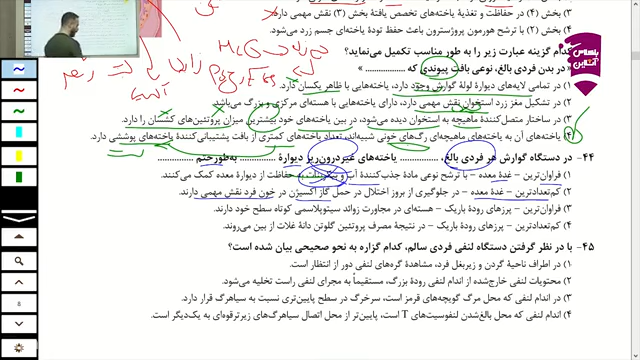 ۳) بخش (۲) در حفاظت و تغذیهٔ یاخته‌های تخصص یافتهٔ بخش (۴) نقش مهمی دارد.
۴) بخش (۲) با ترشح هورمون پروژسترون باعث حفظ تودهٔ یاخته‌ای جسم زرد می‌شود.
کدام گزینه عبارت زیر را به طور مناسب تکمیل می‌نماید؟
« در بدن فردی بالغ، نوعی بافت پیوندی که ................. »
۱) در تمامی لایه‌های دیوارهٔ لولهٔ گوارش وجود دارد، یاخته‌هایی با ظاهر یکسان دارد.
۲) در تشکیل مغز زرد استخوان نقش مهمی دارد، دارای یاخته‌هایی با هسته‌ای مرکزی و بزرگ می‌باشد.
۳) در ساختار متصل کنندهٔ ماهیچه به استخوان دیده می‌شود، در بین یاخته‌های خود بیشترین میزان پروتئین‌های کشسان را دارد.
۴) یاخته‌های آن به یاخته‌های ماهیچه‌ای دیوارهٔ رگ‌های خونی شبیه‌اند، تعداد یاخته‌های کمتری از بافت پشتیبانی کنندهٔ یاخته‌های پوششی دارد.
۴۴- در دستگاه گوارش هر فردی بالغ، ................. یاخته‌های غیردرون‌ریز دیوارهٔ ................. به‌طور‌حتم .................
۱) فراوان‌ترین – غدهٔ معده – با ترشح نوعی مادهٔ جذب‌کنندهٔ آب و بیکربنات به حفاظت از دیوارهٔ معده کمک می‌کنند.
۲) کم‌تعدادترین – غدهٔ معده – در جلوگیری از بروز اختلال در حمل گاز اکسیژن در خون فرد نقش مهمی دارند.
۳) فراوان‌ترین – پرزهای رودهٔ باریک – هسته‌ای در مجاورت زوائد سیتوپلاسمی کوتاه سطح خود دارند.
۴) کم‌تعدادترین – پرزهای رودهٔ باریک – در نتیجهٔ مصرف پروتئین گلوتن دانهٔ غلات از بین می‌روند.
۴۵- با در نظر گرفتن دستگاه لنفی فردی سالم، کدام گزاره به نحو صحیحی بیان شده است؟
۱) در اطراف ناحیهٔ گردن و زیربغل فرد، مشاهدهٔ گره‌های لنفی دور از انتظار است.
۲) محتویات لنفی خارج‌شده از اندام لنفی رودهٔ بزرگ، مستقیماً به مجرای لنفی راست تخلیه می‌شود.
۳) در اندام لنفی که محل مرگ گویچه‌های قرمز است، سرخرگ در سطح پایین‌تری نسبت به سیاهرگ قرار دارد.
۴) اندام لنفی که محل بالغ‌شدن لنفوسیت‌های T است، پایین‌تر از محل اتصال سیاهرگ‌های زیرترقوه‌ای به یکدیگر است.
8